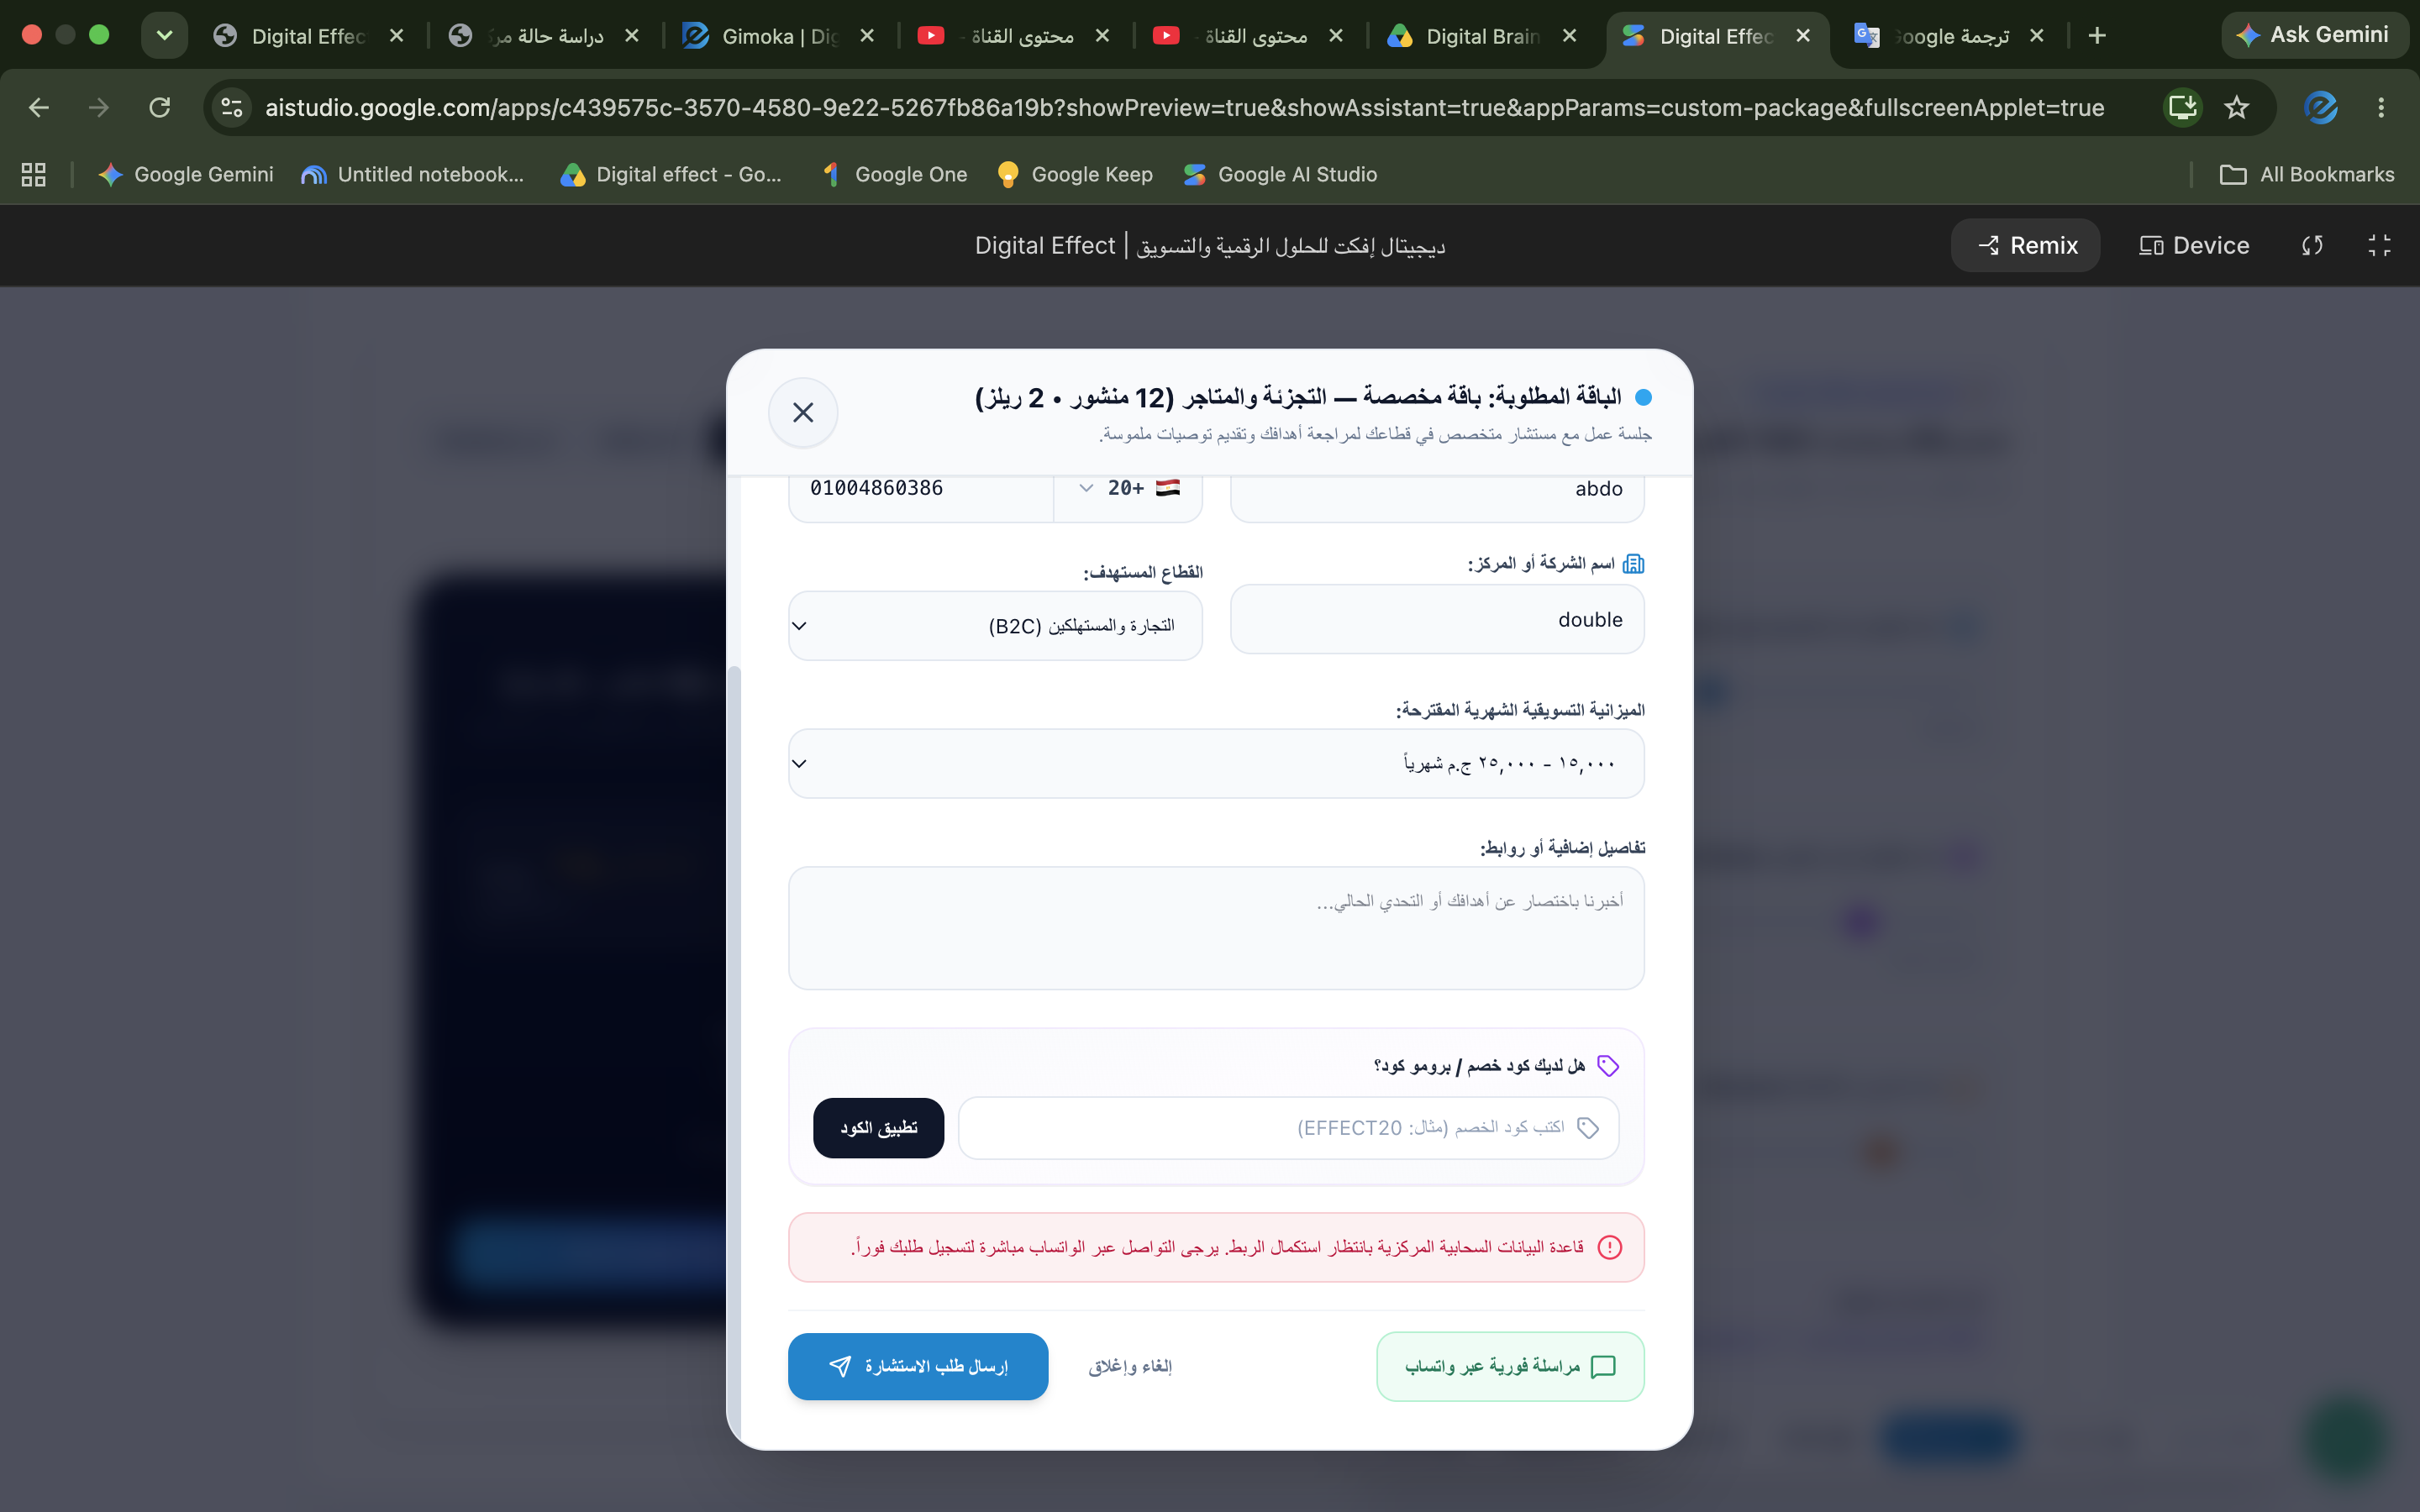 Digital Effec
دراسة حالة مرك
Gimoka | Dig
محتوى القناة -
محتوى القناة -
Digital Brain
Digital Effec
ترجمة Google
Ask Gemini
aistudio.google.com/apps/c439575c-3570-4580-9e22-5267fb86a19b?showPreview=true&showAssistant=true&appParams=custom-package&fullscreenApplet=true
Google Gemini
Untitled notebook...
Digital effect - Go...
Google One
Google Keep
Google AI Studio
All Bookmarks
Digital Effect | ديجيتال إفكت للحلول الرقمية والتسويق
Remix
Device
الباقة المطلوبة: باقة مخصصة — التجزئة والمتاجر (12 منشور • 2 ريلز)
جلسة عمل مع مستشار متخصص في قطاعك لمراجعة أهدافك وتقديم توصيات ملموسة.
abdo
20+
01004860386
اسم الشركة أو المركز:
القطاع المستهدف:
double
التجارة والمستهلكين (B2C)
الميزانية التسويقية الشهرية المقترحة:
١٥,٠٠٠ - ٢٥,٠٠٠ ج.م شهرياً
تفاصيل إضافية أو روابط:
أخبرنا باختصار عن أهدافك أو التحدي الحالي...
هل لديك كود خصم / برومو كود؟
اكتب كود الخصم (مثال: EFFECT20)
تطبيق الكود
قاعدة البيانات السحابية المركزية بانتظار استكمال الربط. يرجى التواصل عبر الواتساب مباشرة لتسجيل طلبك فوراً.
مراسلة فورية عبر واتساب
إلغاء وإغلاق
إرسال طلب الاستشارة